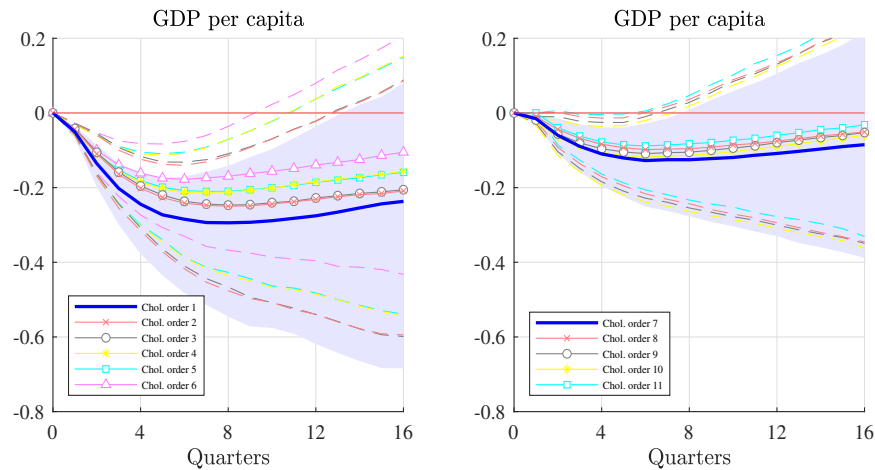 GDP per capita
0.2
0
-0.2
-0.4
-0.6
-0.8
Chol. order 1
Chol. order 2
Chol. order 3
Chol. order 4
Chol. order 5
Chol. order 6
0 4 8 12 16
Quarters
GDP per capita
0.2
0
-0.2
-0.4
-0.6
-0.8
Chol. order 7
Chol. order 8
Chol. order 9
Chol. order 10
Chol. order 11
0 4 8 12 16
Quarters